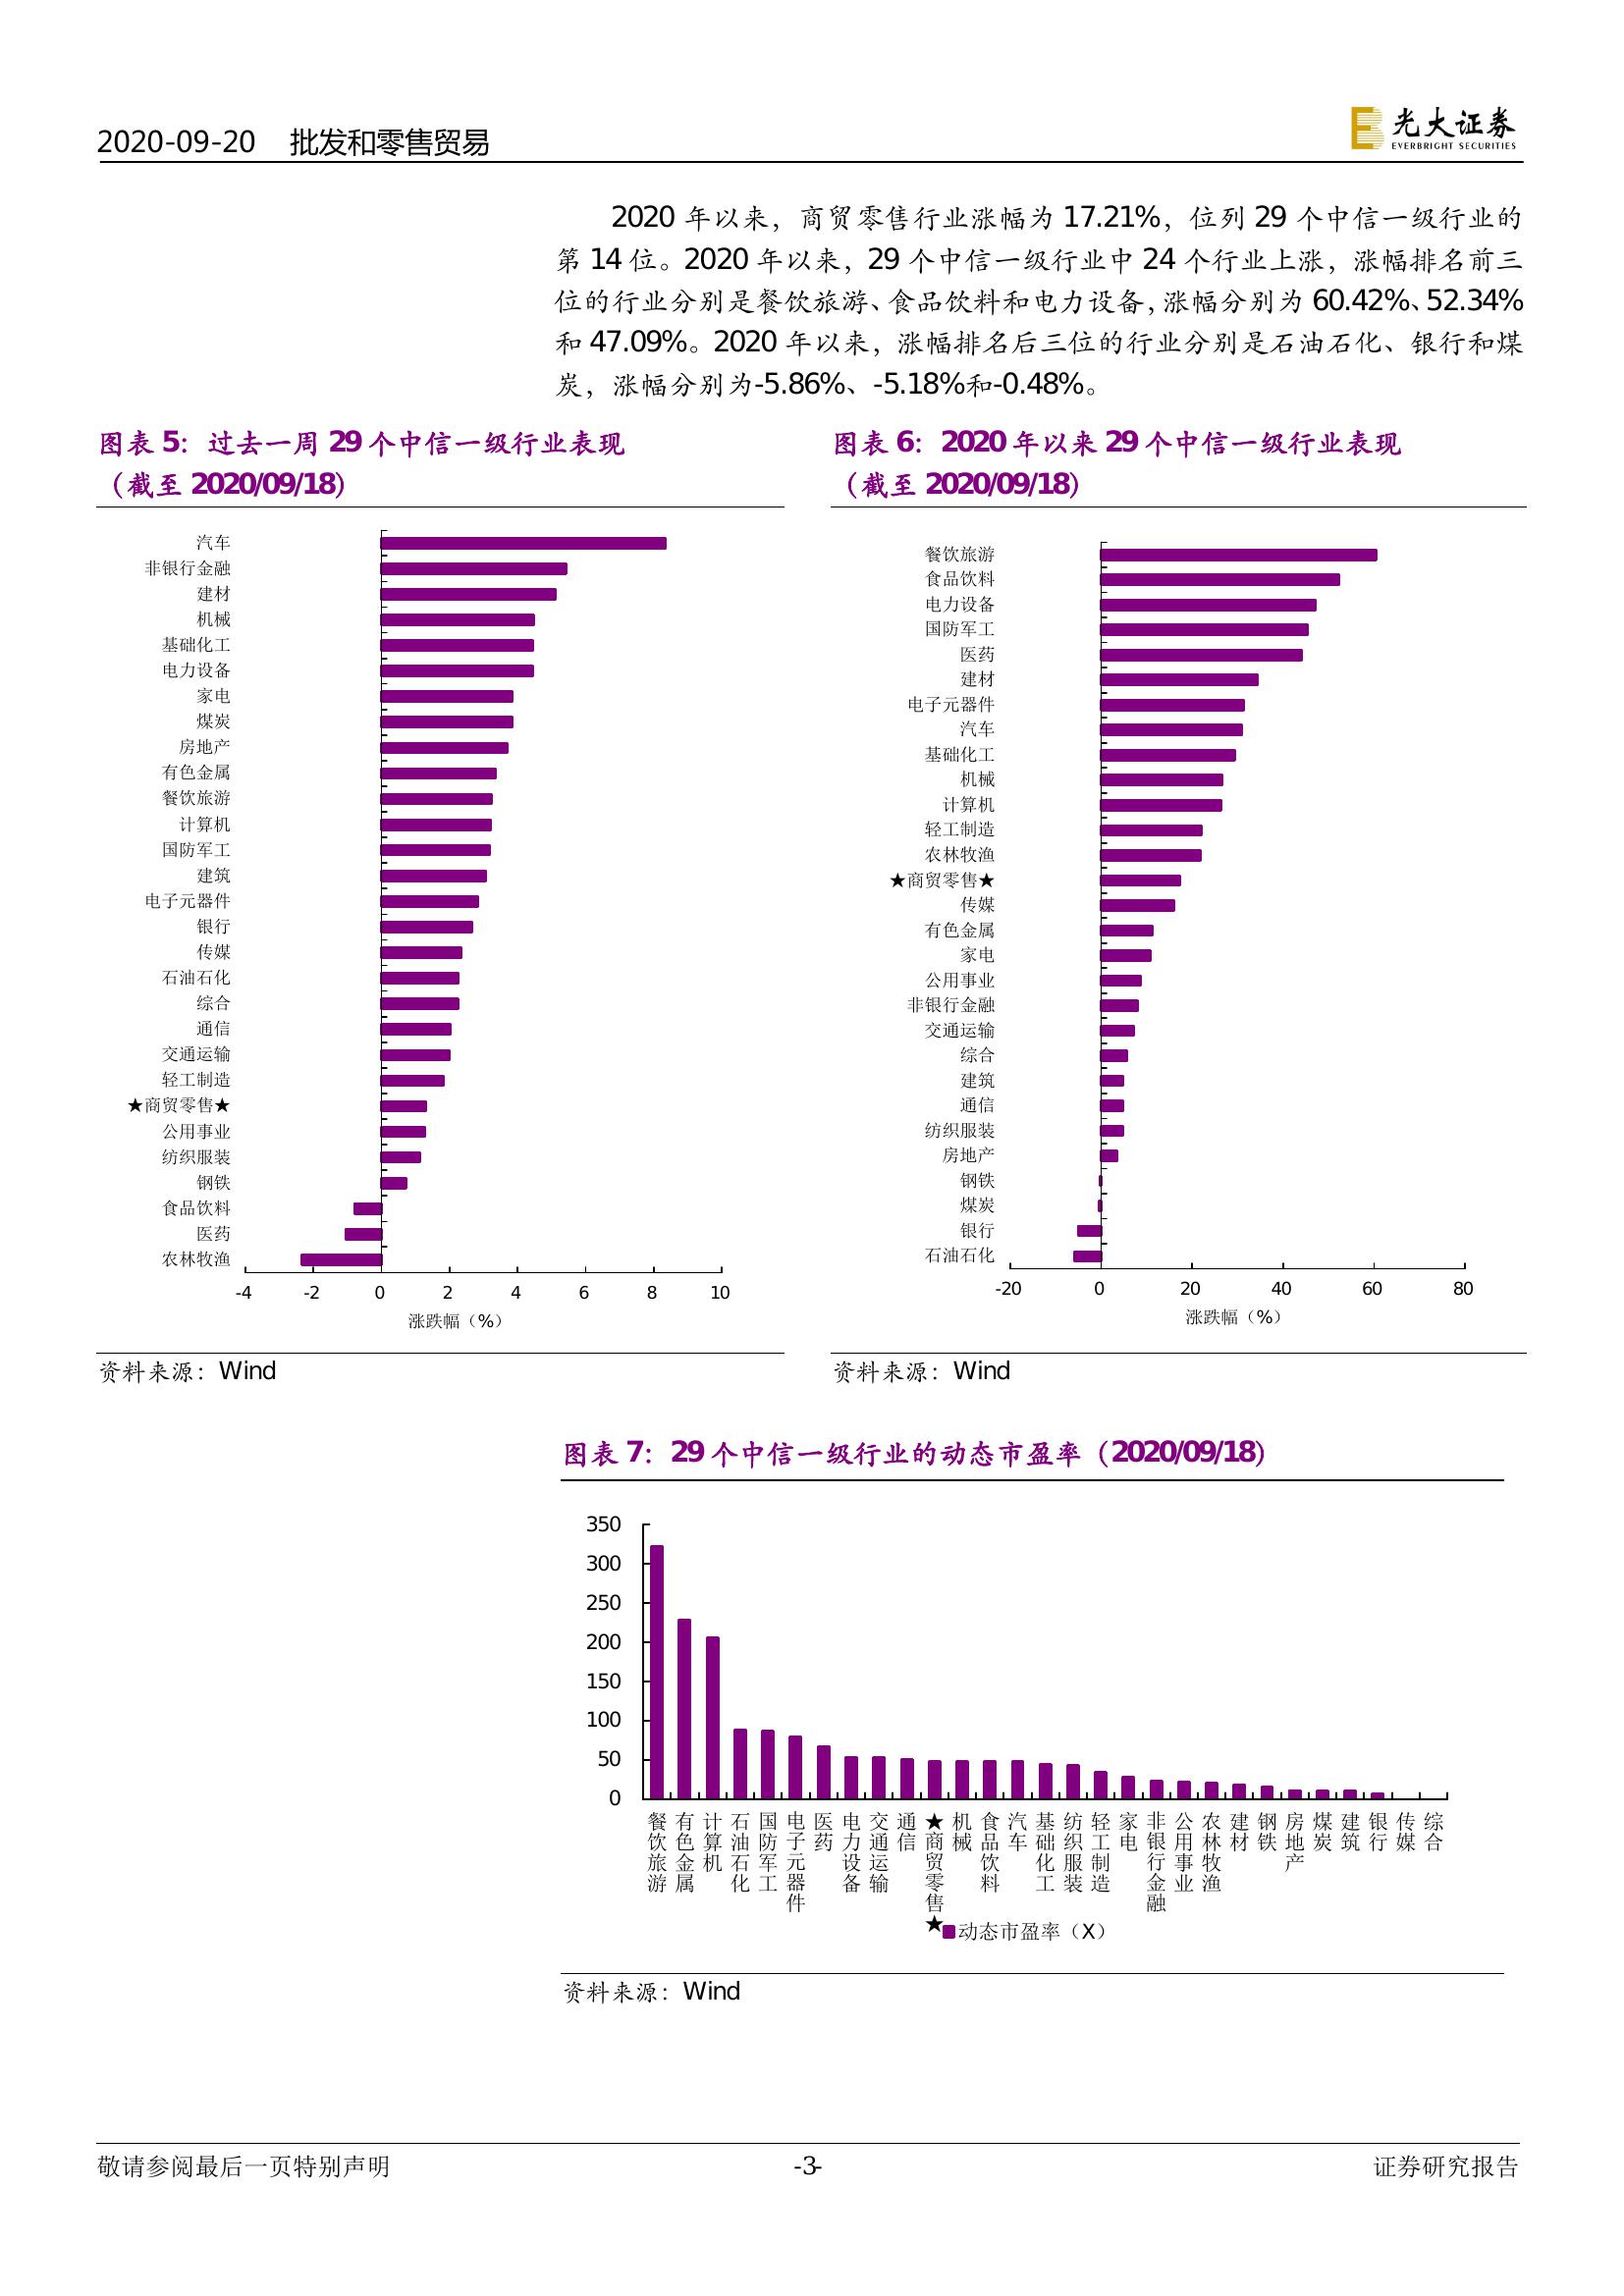 2020-09-20 批发和零售贸易
光大证券
EVERBRIGHT SECURITIES
2020 年以来，商贸零售行业涨幅为 17.21%，位列 29 个中信一级行业的
第 14 位。2020 年以来，29 个中信一级行业中 24 个行业上涨，涨幅排名前三
位的行业分别是餐饮旅游、食品饮料和电力设备，涨幅分别为 60.42%、52.34%
和 47.09%。2020 年以来，涨幅排名后三位的行业分别是石油石化、银行和煤
炭，涨幅分别为-5.86%、-5.18%和-0.48%。
图表 5：过去一周 29 个中信一级行业表现
（截至 2020/09/18）
汽车
非银行金融
建材
机械
基础化工
电力设备
家电
煤炭
房地产
有色金属
餐饮旅游
计算机
国防军工
建筑
电子元器件
银行
传媒
石油石化
综合
通信
交通运输
轻工制造
★商贸零售★
公用事业
纺织服装
钢铁
食品饮料
医药
农林牧渔
-4 -2 0 2 4 6 8 10
涨跌幅（%）
资料来源：Wind
图表 6：2020 年以来 29 个中信一级行业表现
（截至 2020/09/18）
餐饮旅游
食品饮料
电力设备
国防军工
医药
建材
电子元器件
汽车
基础化工
机械
计算机
轻工制造
农林牧渔
★商贸零售★
传媒
有色金属
家电
公用事业
非银行金融
交通运输
综合
建筑
通信
纺织服装
房地产
钢铁
煤炭
银行
石油石化
-20 0 20 40 60 80
涨跌幅（%）
资料来源：Wind
图表 7：29 个中信一级行业的动态市盈率（2020/09/18）
350
300
250
200
150
100
50
0
餐饮旅游
有色金属
计算机
石油石化
国防军工
电子元器件
医药
电力设备
交通运输
通信
★商贸零售★
机械
食品饮料
汽车
基础化工
纺织服装
轻工制造
家电
非银行金融
公用事业
农林牧渔
建材
钢铁
房地产
煤炭
建筑
银行
传媒
综合
动态市盈率（X）
资料来源：Wind
敬请参阅最后一页特别声明 -3- 证券研究报告